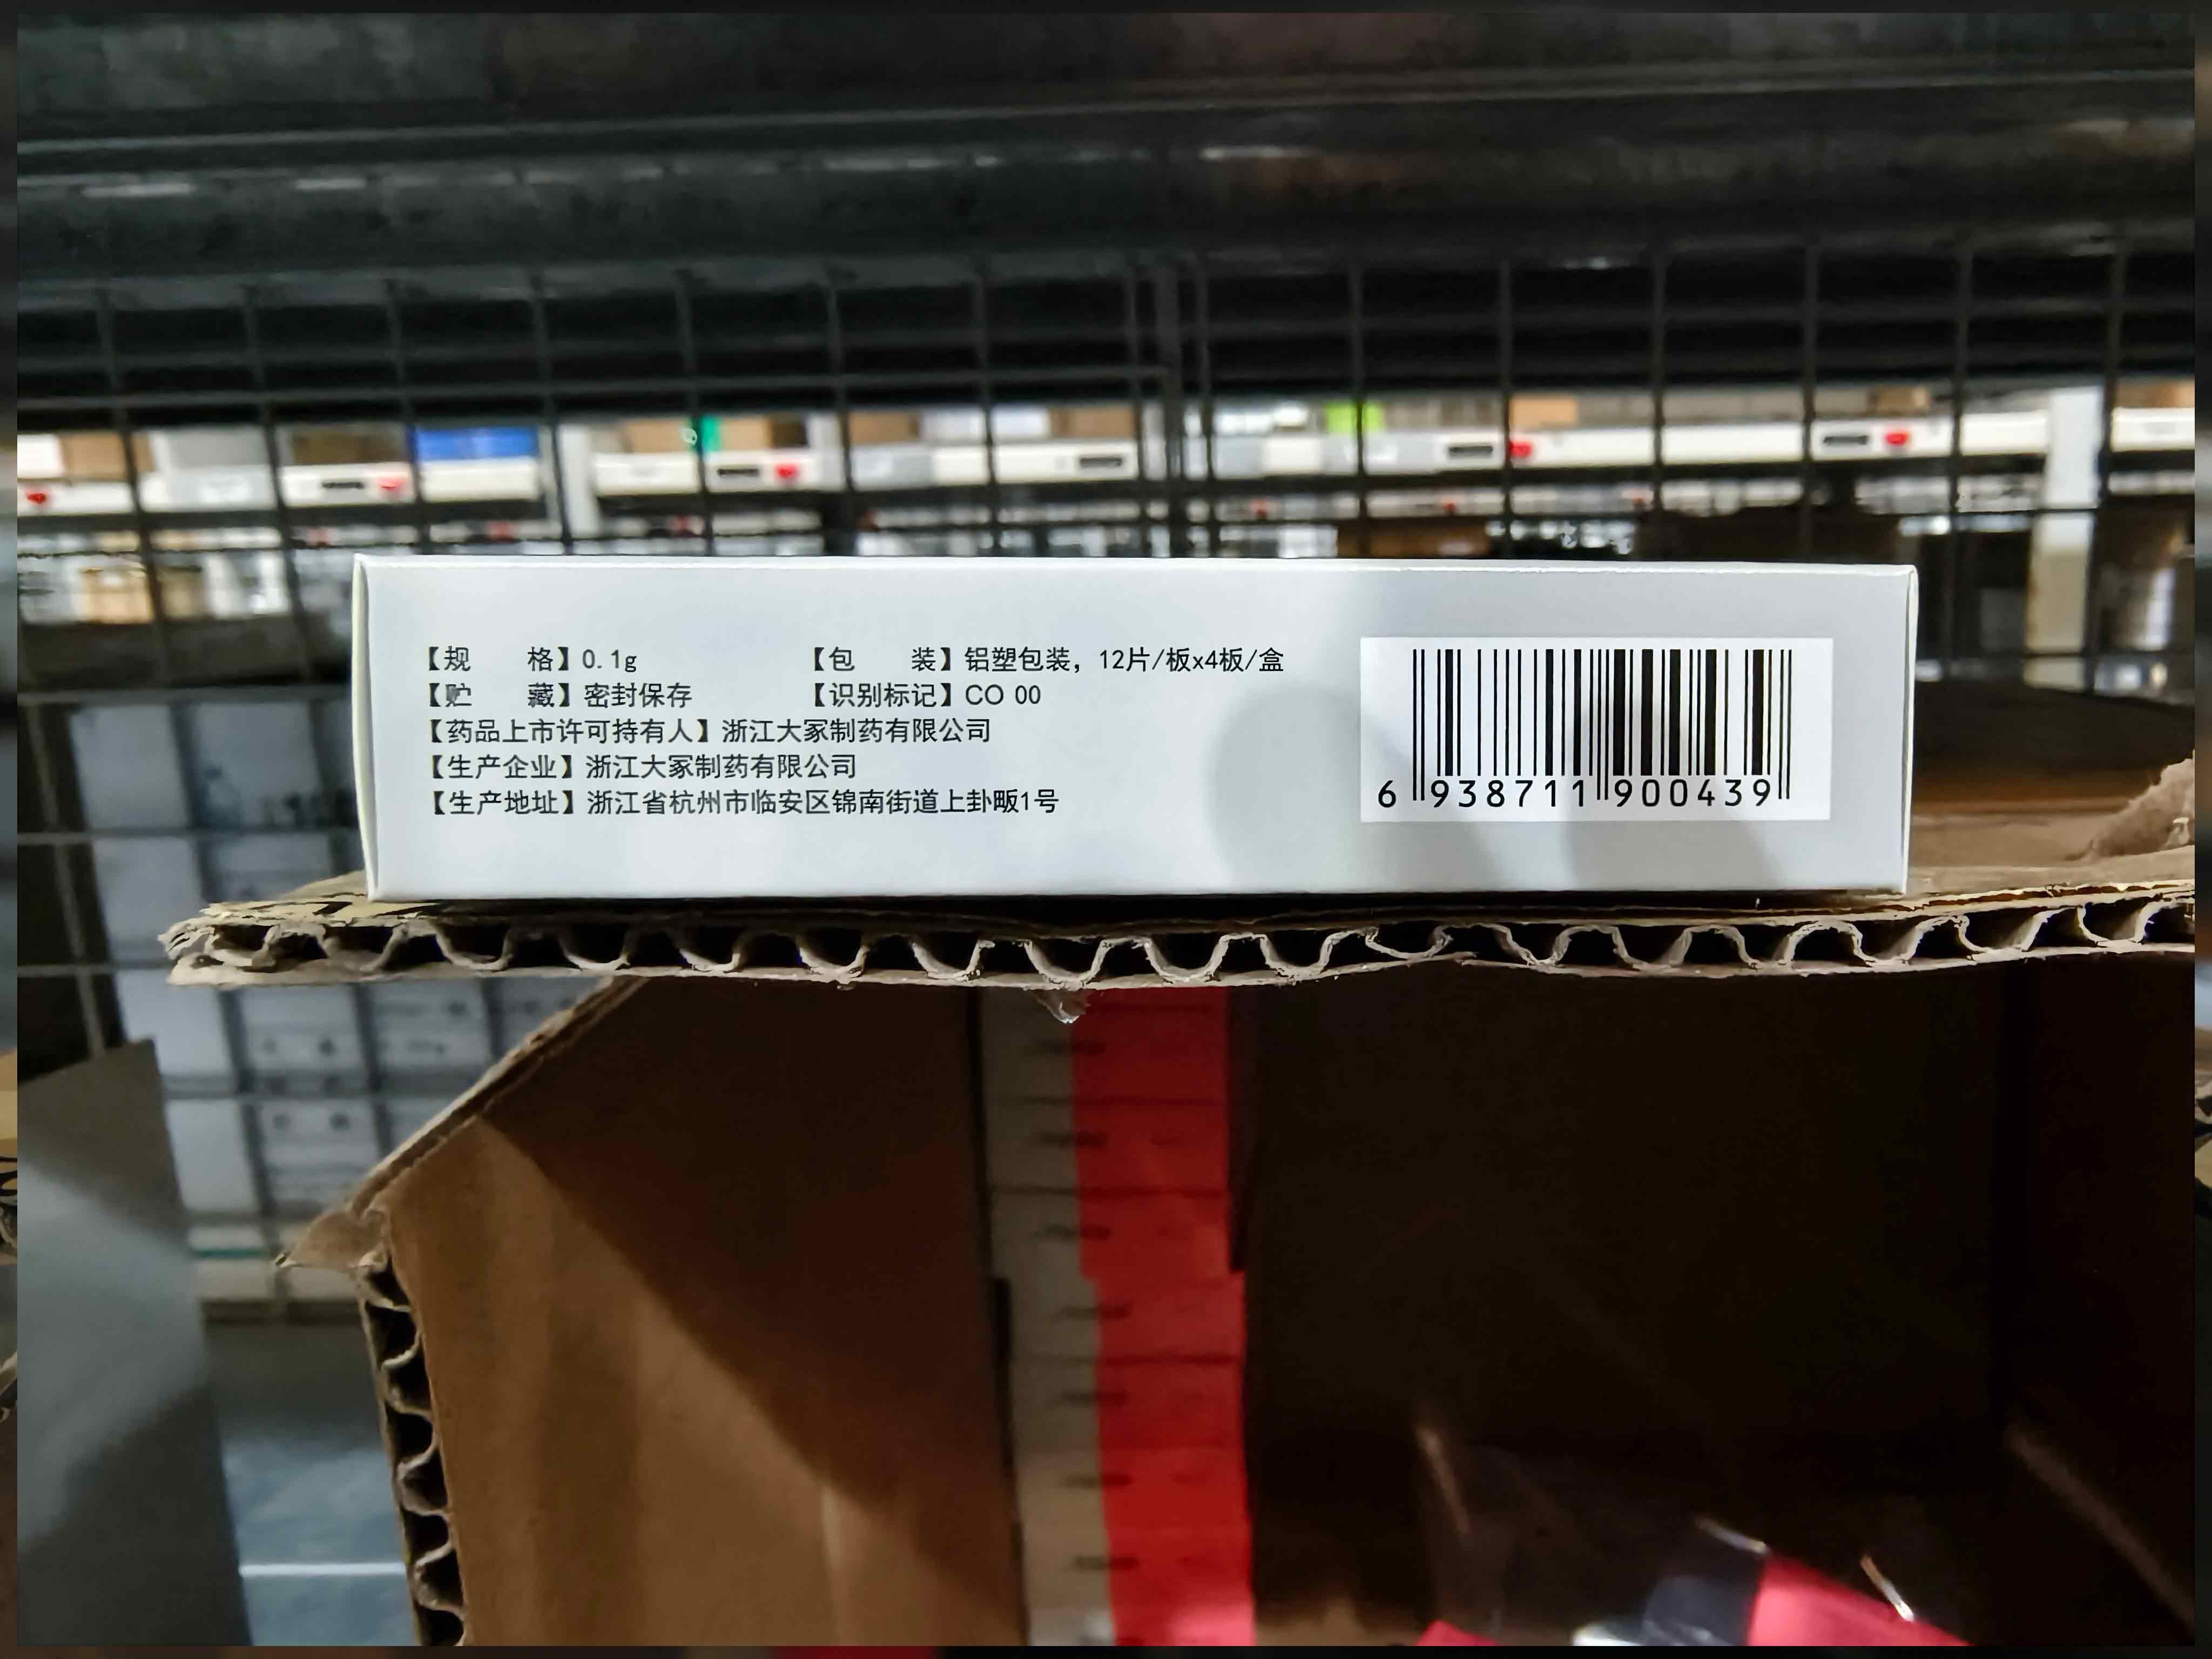 【规　　格】0.1g　　【包　　装】铝塑包装，12片/板x4板/盒
【贮　　藏】密封保存　　【识别标记】CO 00
【药品上市许可持有人】浙江大冢制药有限公司
【生产企业】浙江大冢制药有限公司
【生产地址】浙江省杭州市临安区锦南街道上卦畈1号
6 938711 900439